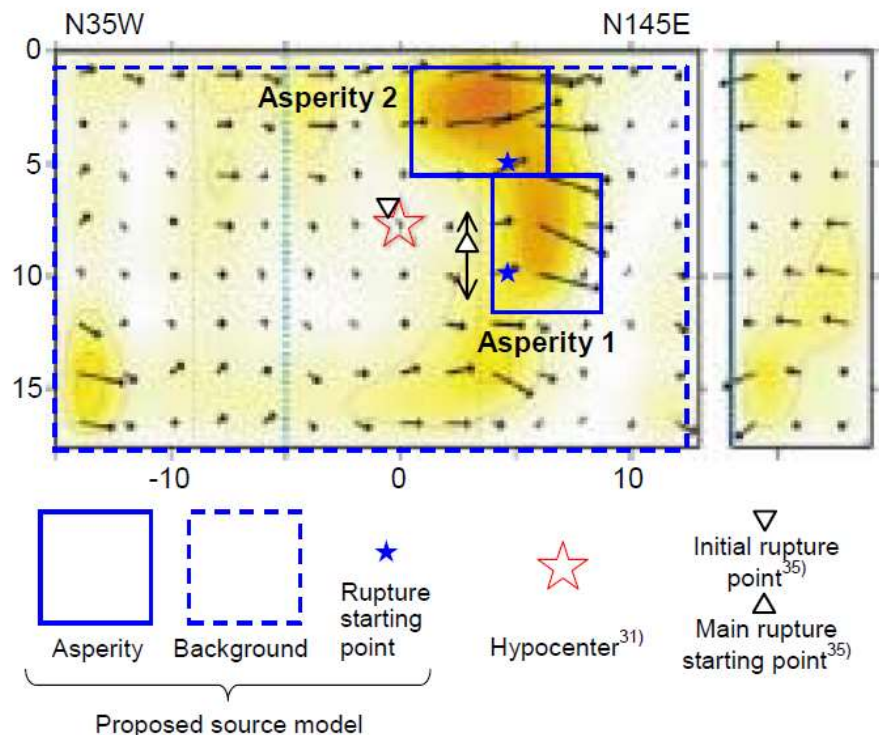 N35W N145E
0
Asperity 2
5
10
Asperity 1
15
-10 0 10
Asperity
Background
Rupture
starting
point
Proposed source model
Hypocenter31)
Initial rupture
point35)
Main rupture
starting point35)